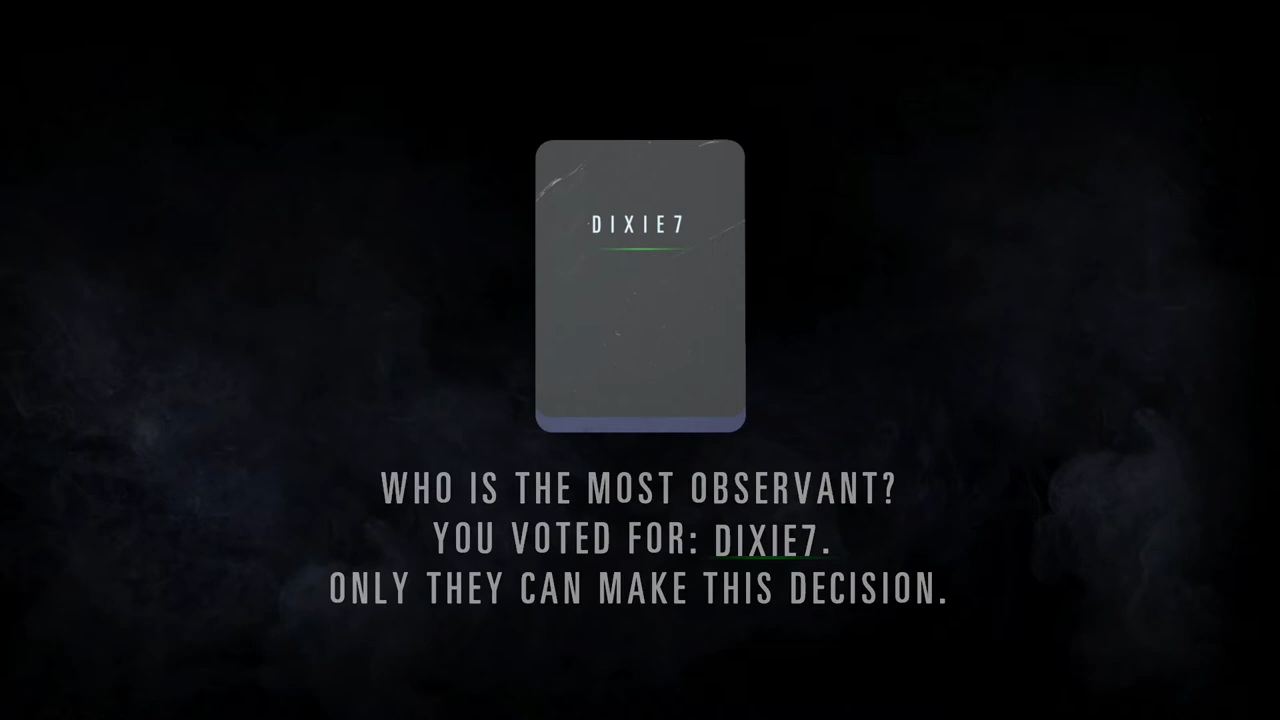 DIXIE7
WHO IS THE MOST OBSERVANT?
YOU VOTED FOR: DIXIE7.
ONLY THEY CAN MAKE THIS DECISION.